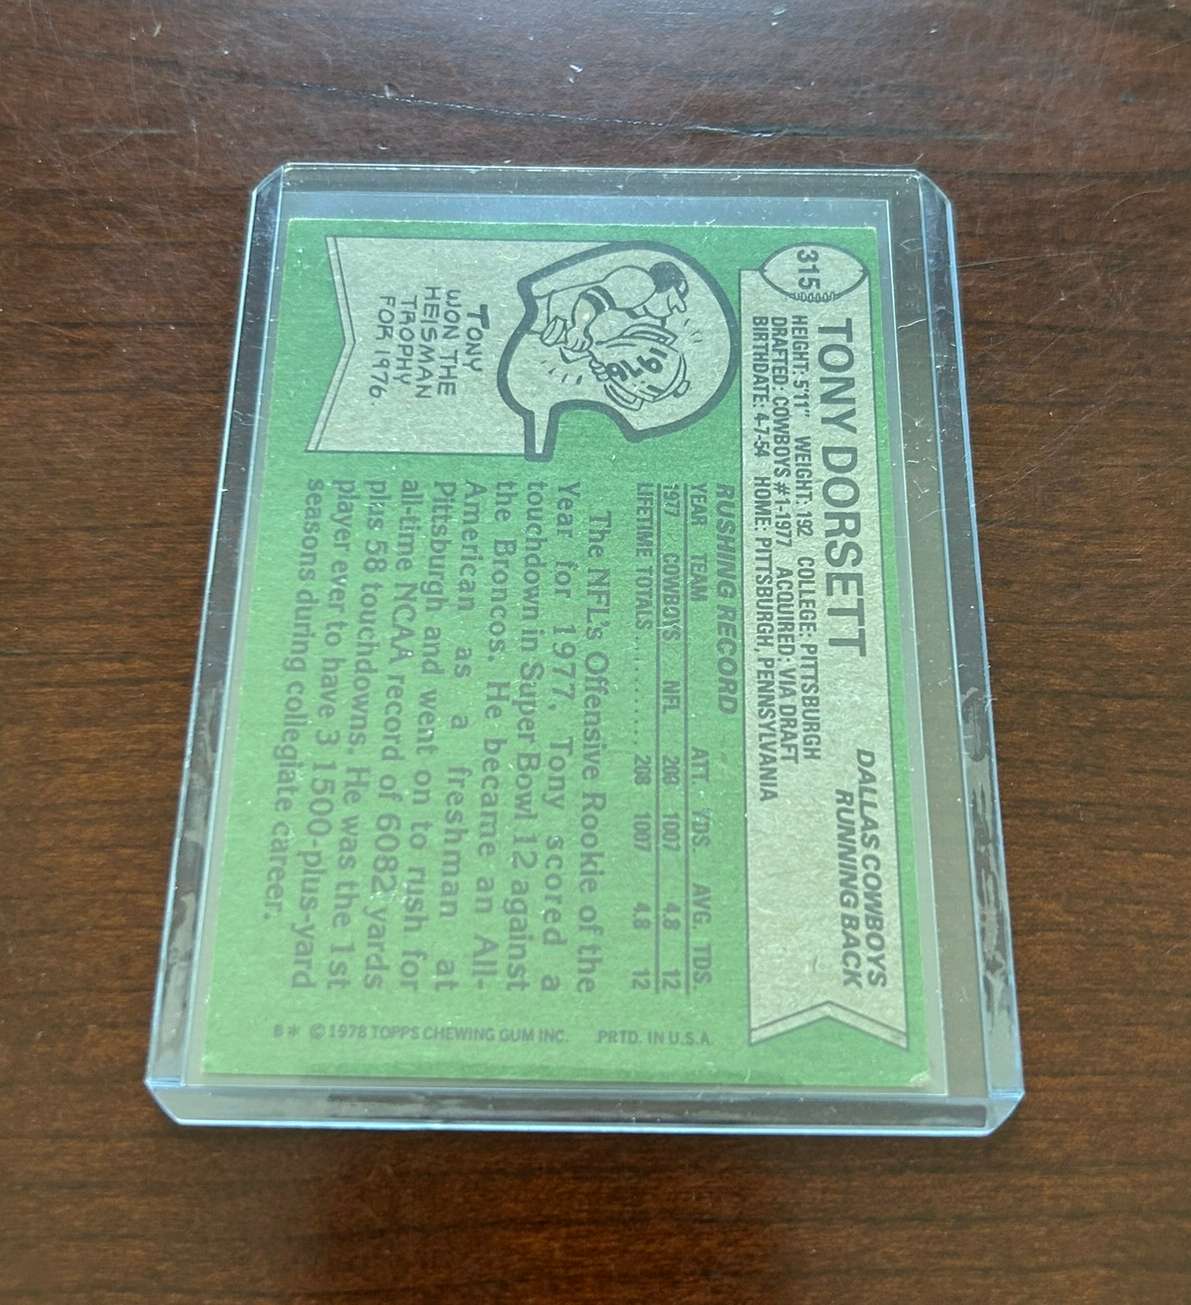 315
TONY DORSETT
DALLAS COWBOYS
RUNNING BACK
HEIGHT: 5'11" WEIGHT: 192 COLLEGE: PITTSBURGH
DRAFTED: COWBOYS #1-1977 ACQUIRED: VIA DRAFT
BIRTHDATE: 4-7-54 HOME: PITTSBURGH, PENNSYLVANIA
RUSHING RECORD
YEAR TEAM ATT. YDS. AVG. TDS.
1977 COWBOYS NFL 208 1007 4.8 12
LIFETIME TOTALS.......... 208 1007 4.8 12
The NFL's Offensive Rookie of the
Year for 1977, Tony scored a
touchdown in Super Bowl 12 against
the Broncos. He became an All-
American as a freshman at
Pittsburgh and went on to rush for
all-time NCAA record of 6082 yards
plus 58 touchdowns. He was the 1st
player ever to have 3 1500-plus-yard
seasons during collegiate career.
TONY
WON THE
HEISMAN
TROPHY
FOR 1976.
B* ©1978 TOPPS CHEWING GUM INC. PRTD. IN U.S.A.